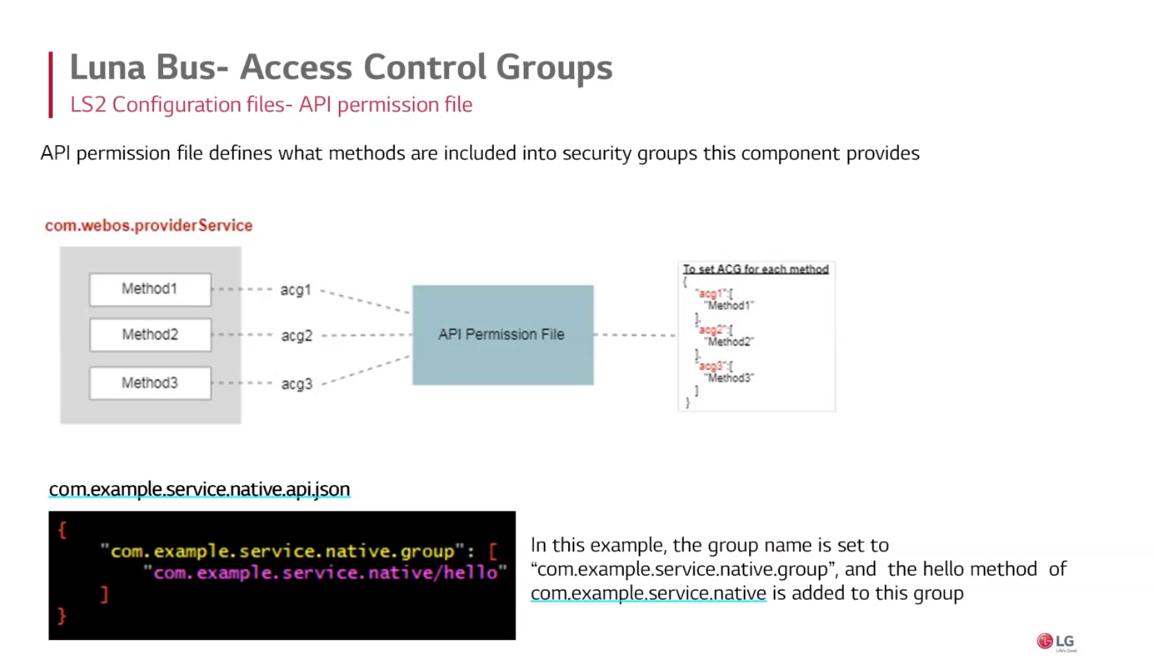 Luna Bus- Access Control Groups
LS2 Configuration files- API permission file
API permission file defines what methods are included into security groups this component provides
com.webos.providerService
Method1
acg1
Method2
acg2
Method3
acg3
API Permission File
To set ACG for each method
{
"acg1":[
"Method1"
],
"acg2":[
"Method2"
],
"acg3":[
"Method3"
]
}
com.example.service.native.api.json
{
"com.example.service.native.group": [
"com.example.service.native/hello"
]
}
In this example, the group name is set to
“com.example.service.native.group”, and the hello method of
com.example.service.native is added to this group
LG
Life's Good